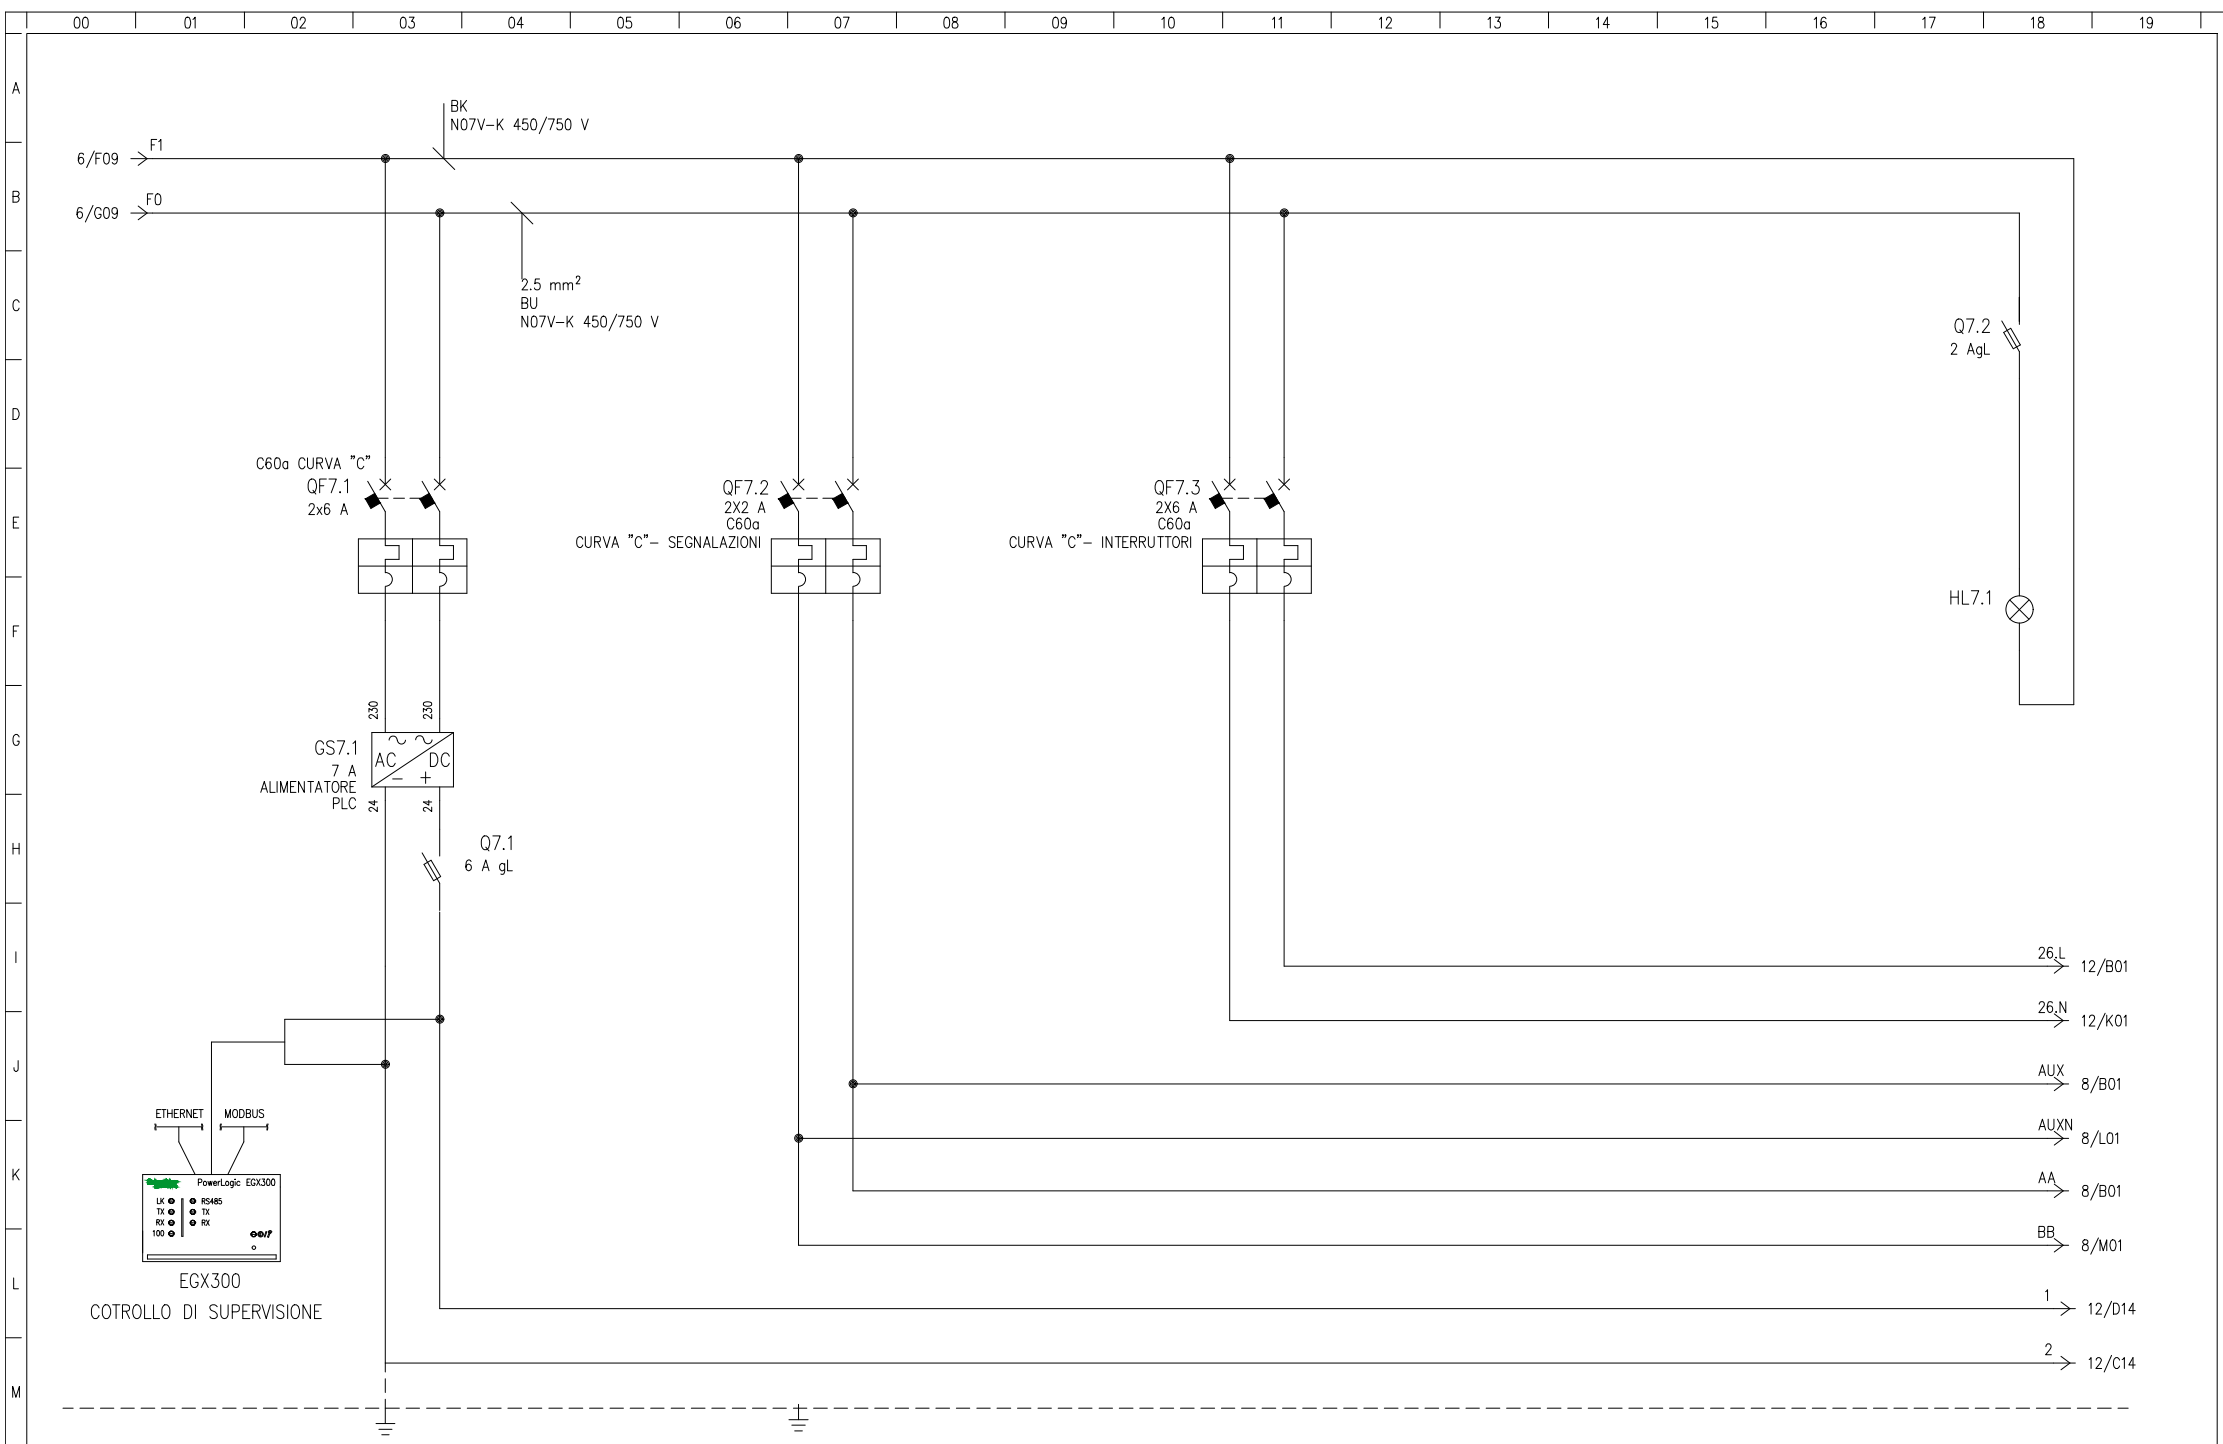 00 01 02 03 04 05 06 07 08 09 10 11 12 13 14 15 16 17 18 19
A
BK
N07V-K 450/750 V
F1
6/F09
B
F0
6/G09
2.5 mm²
C
BU
N07V-K 450/750 V
Q7.2
2 AgL
D
C60a CURVA "C"
QF7.1
2x6 A
QF7.2
2X2 A
C60a
CURVA "C"- SEGNALAZIONI
QF7.3
2X6 A
C60a
CURVA "C"- INTERRUTTORI
E
HL7.1
F
230 230
G
GS7.1
7 A
ALIMENTATORE
PLC
AC DC
- +
24 24
H
Q7.1
6 A gL
I
26.L
12/B01
26.N
12/K01
J
AUX
8/B01
ETHERNET MODBUS
AUXN
8/L01
K
PowerLogic EGX300
LK RS485
TX TX
RX RX
100
AA
8/B01
BB
8/M01
L
EGX300
COTROLLO DI SUPERVISIONE
1
12/D14
2
12/C14
M